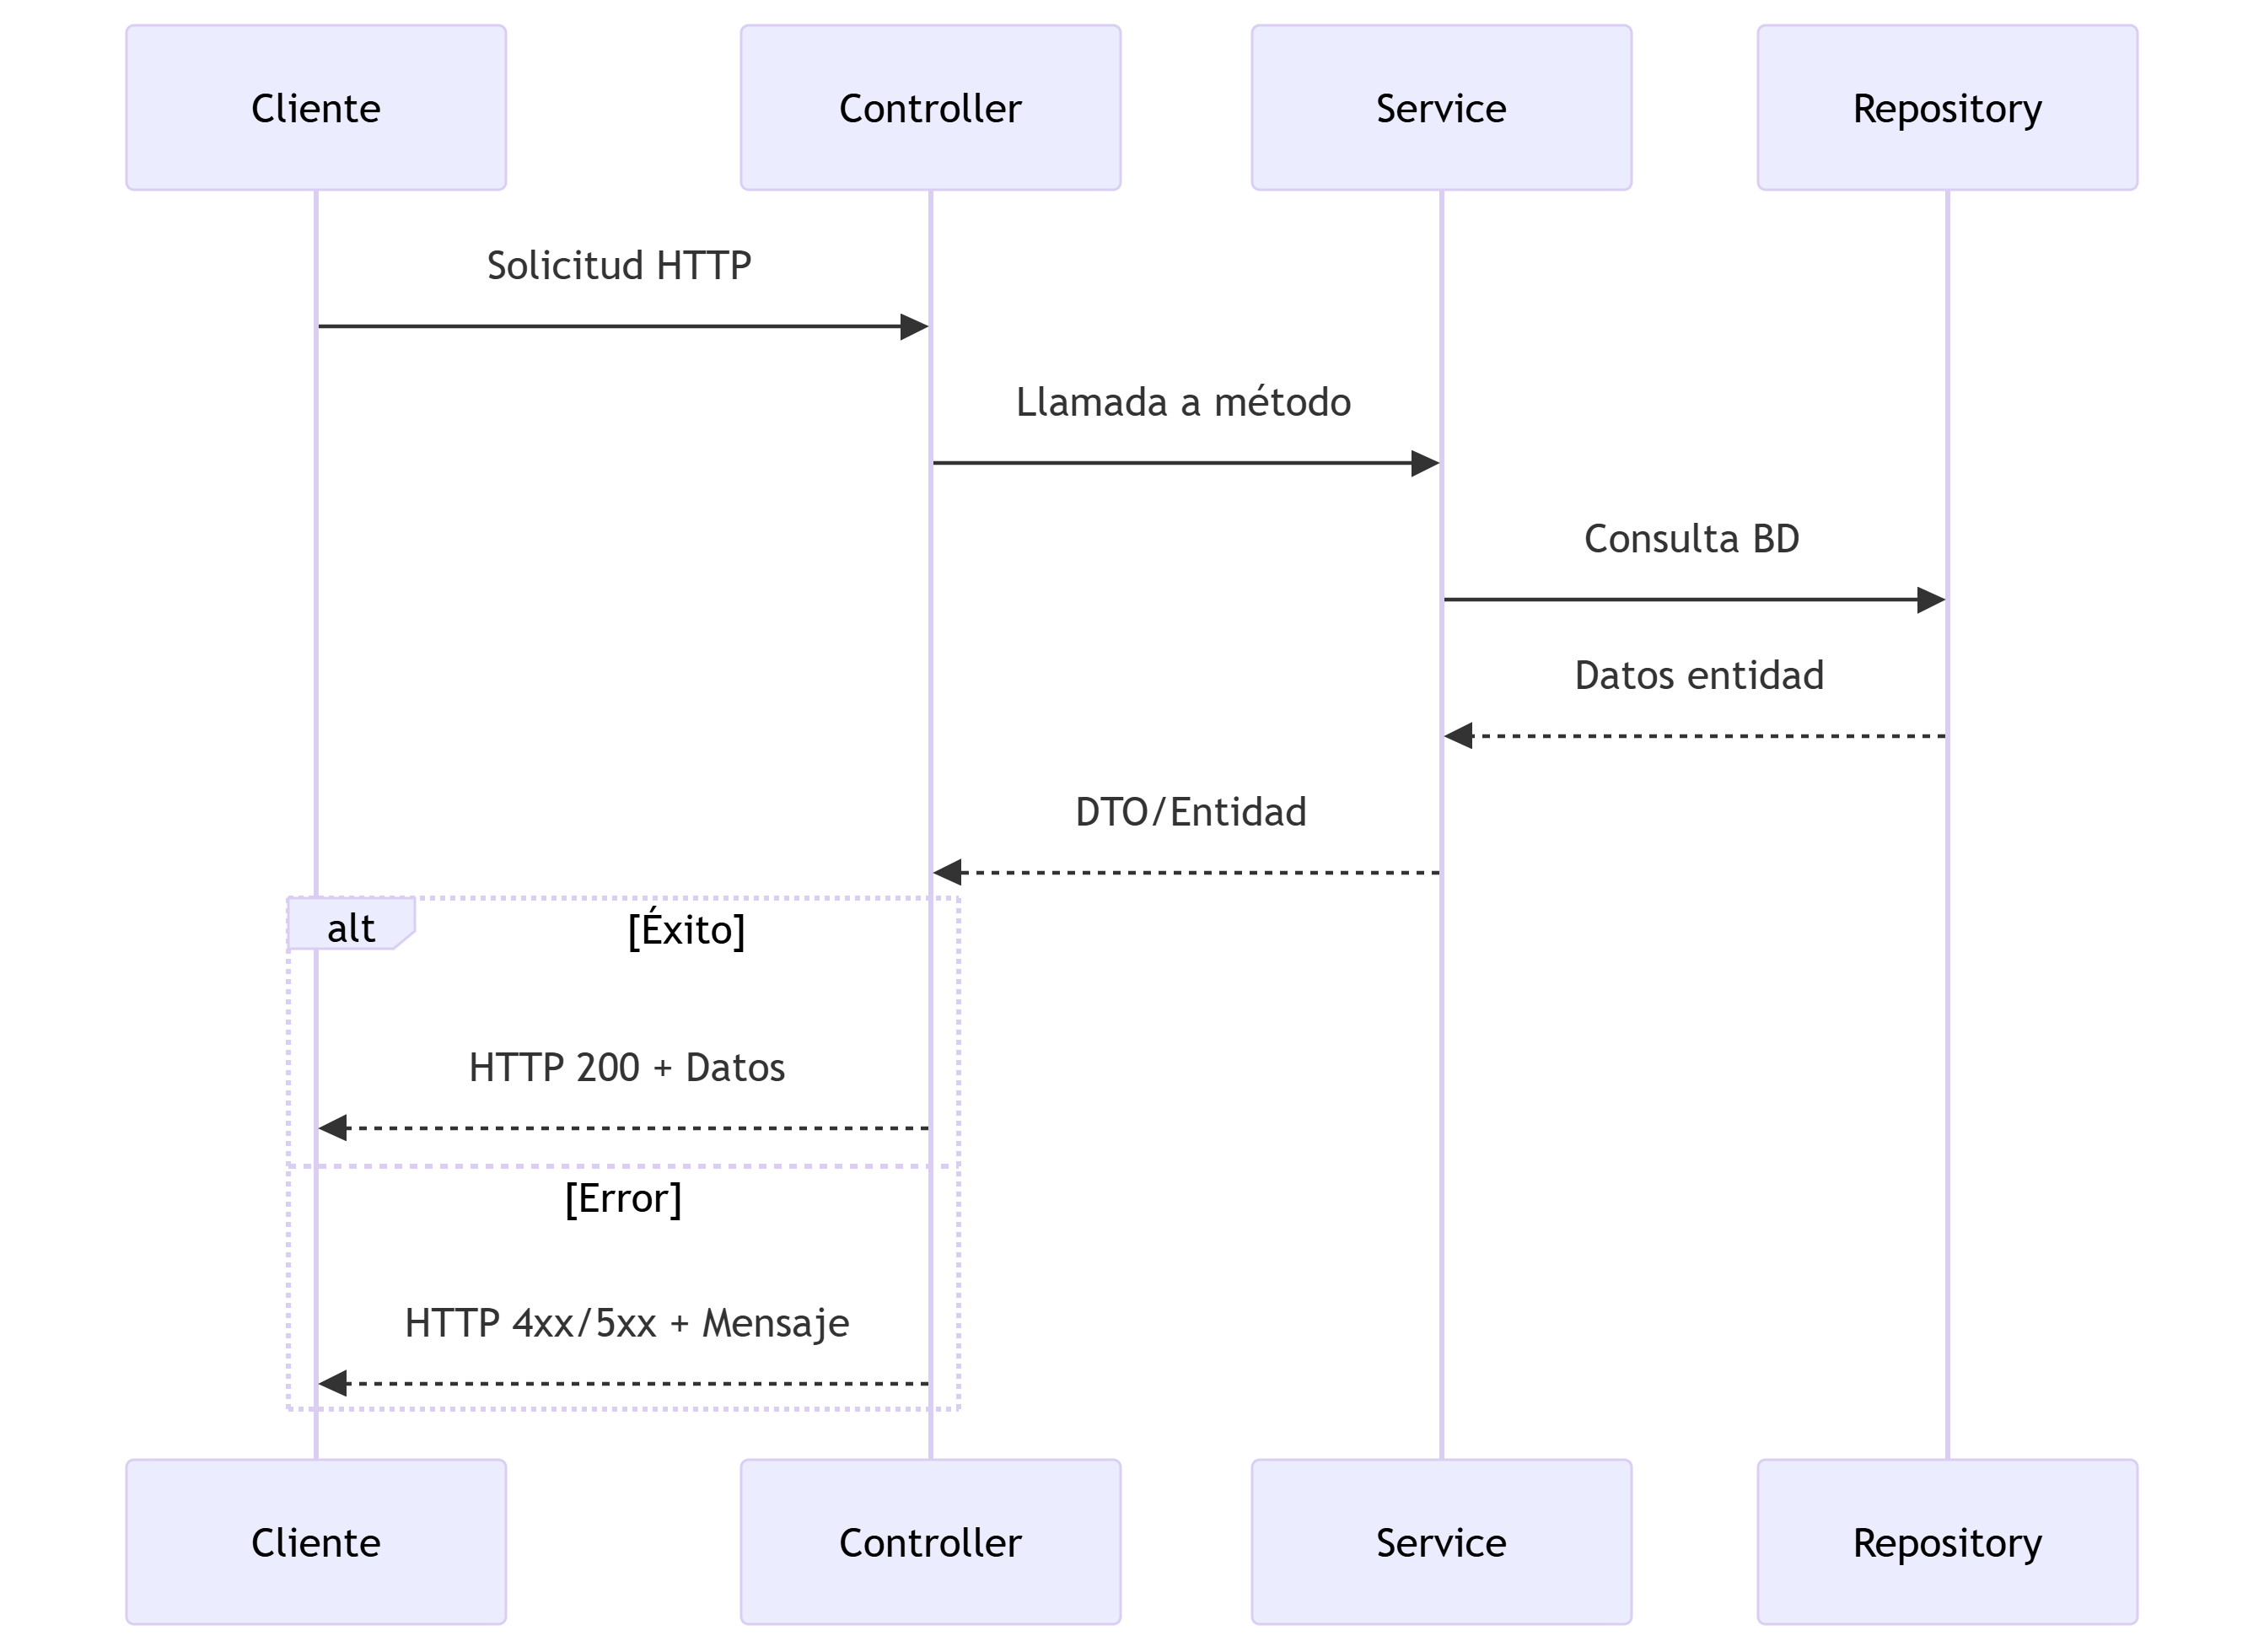 Cliente
Controller
Service
Repository
Solicitud HTTP
Llamada a método
Consulta BD
Datos entidad
DTO/Entidad
alt
[Éxito]
HTTP 200 + Datos
[Error]
HTTP 4xx/5xx + Mensaje
Cliente
Controller
Service
Repository